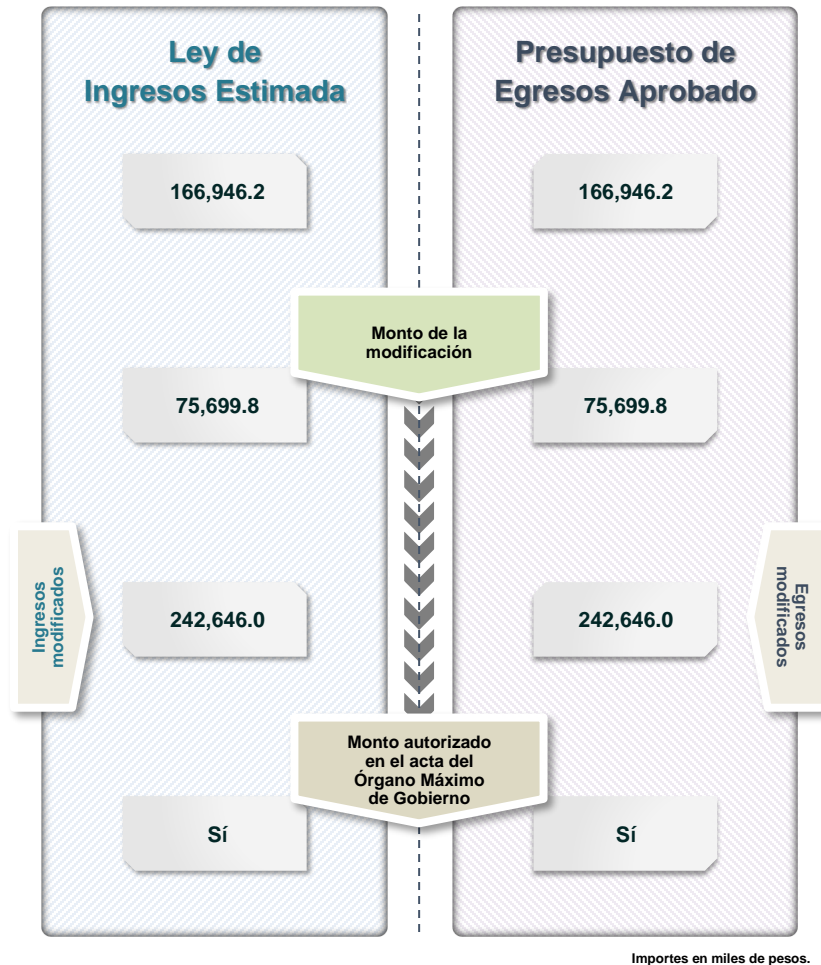 Ley de
Ingresos Estimada
Presupuesto de
Egresos Aprobado
166,946.2
166,946.2
Monto de la
modificación
75,699.8
75,699.8
Ingresos
modificados
242,646.0
242,646.0
Egresos
modificados
Monto autorizado
en el acta del
Órgano Máximo
de Gobierno
Sí
Sí
Importes en miles de pesos.